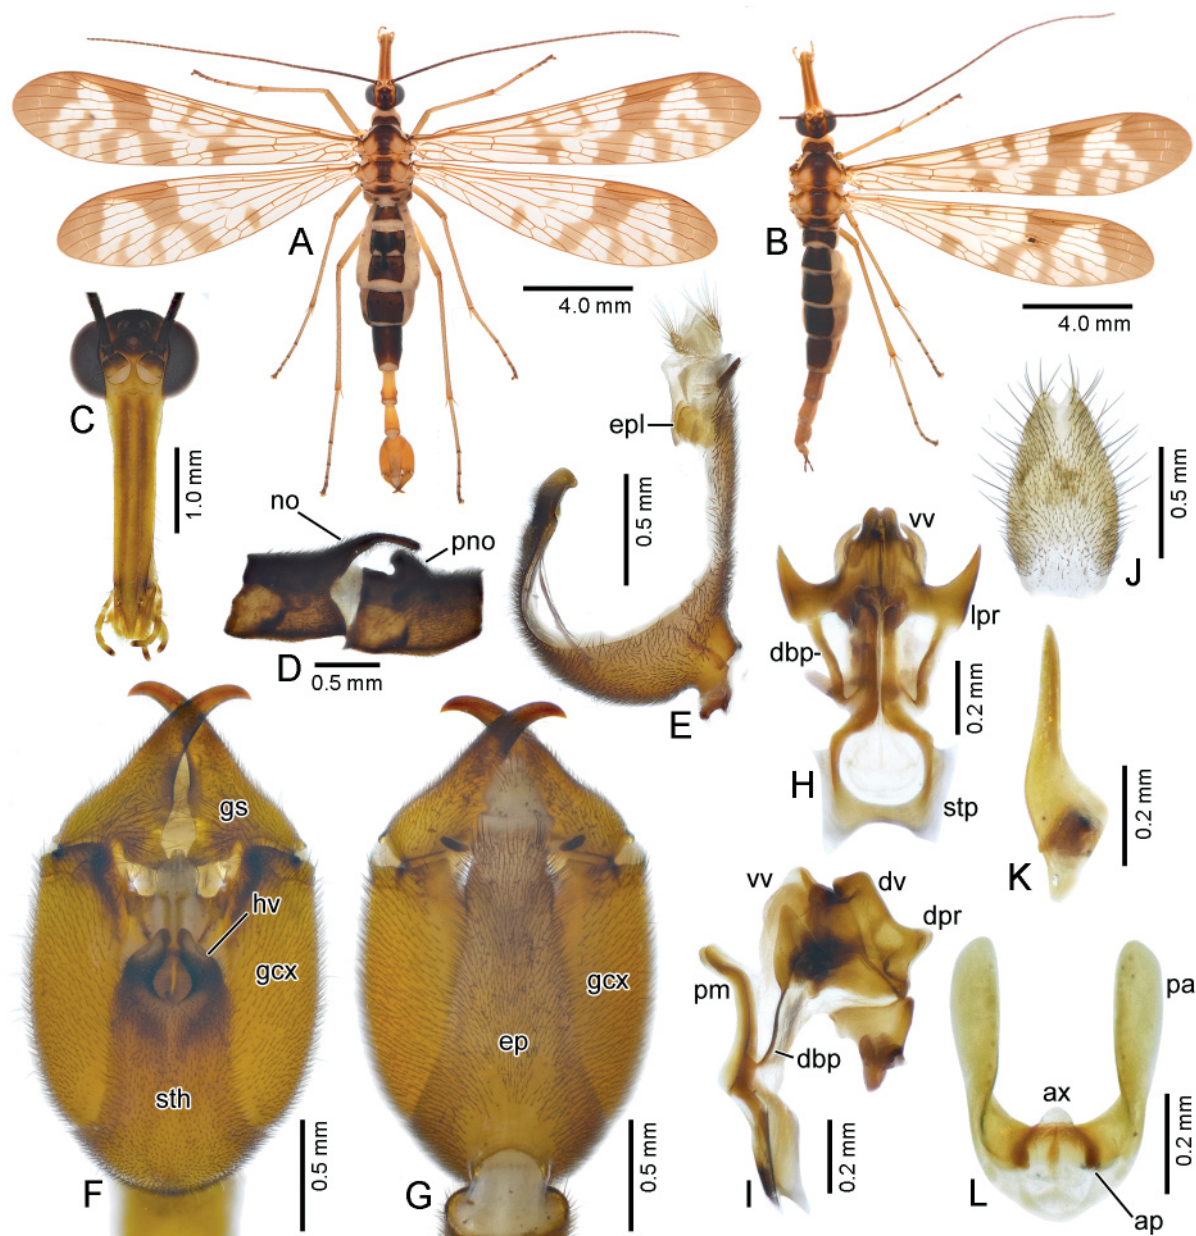 A
4.0 mm
B
4.0 mm
C
1.0 mm
no
pno
D
0.5 mm
epl
0.5 mm
E
vv
lpr
dbp-
0.2 mm
H
stp
J
0.5 mm
K
0.2 mm
gs
hv
gcx
sth
F
0.5 mm
gcx
ep
G
0.5 mm
vv
dv
dpr
pm
dbp
I
0.2 mm
pa
ax
L
ap
0.2 mm